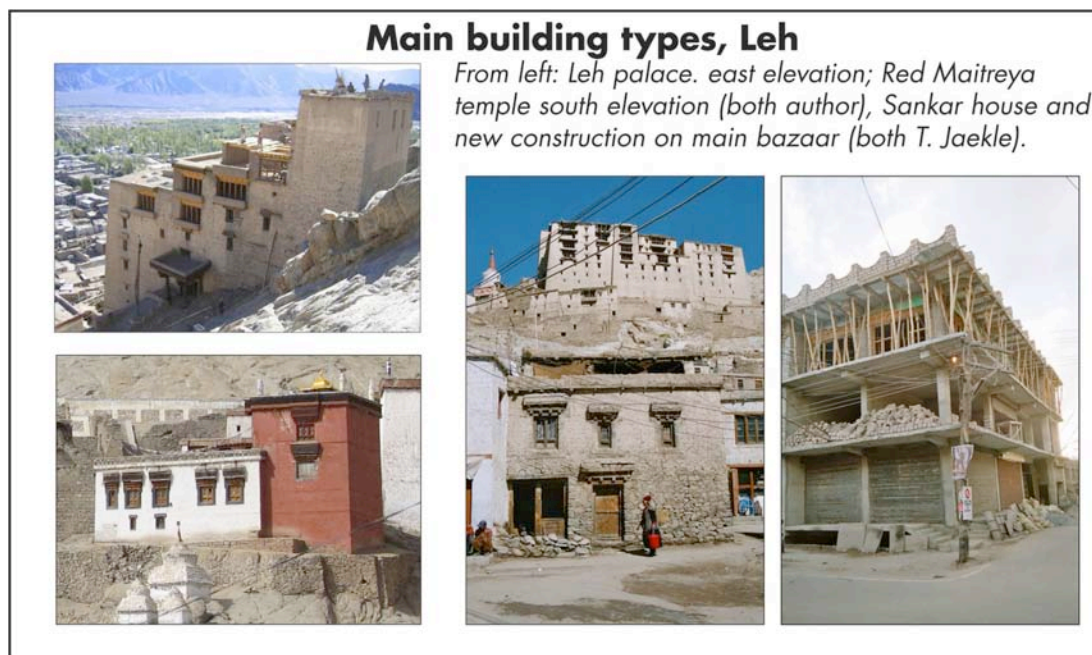 Main building types, Leh
From left: Leh palace. east elevation; Red Maitreya
temple south elevation (both author), Sankar house and
new construction on main bazaar (both T. Jaekle).